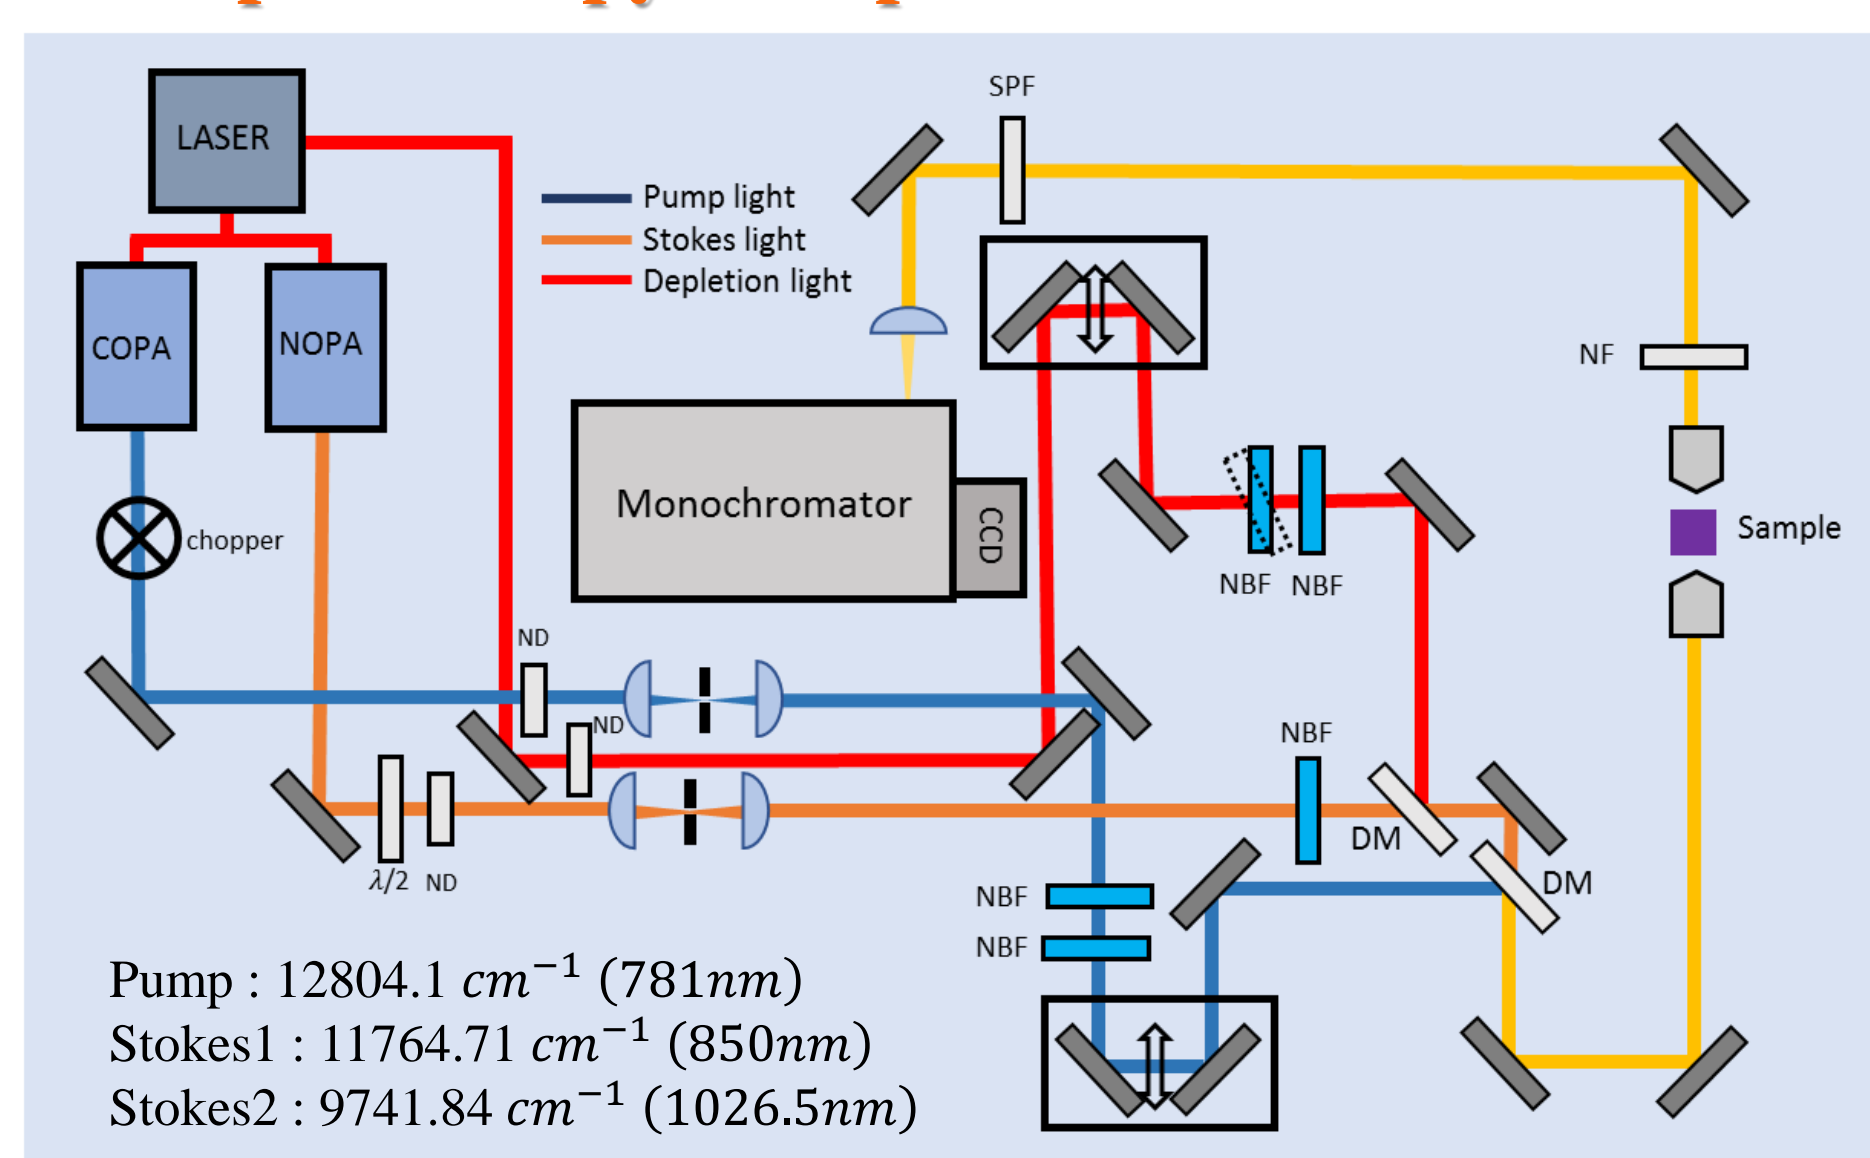 SPF
LASER
Pump light
Stokes light
Depletion light
COPA
NOPA
NF
chopper
Monochromator
CCD
Sample
NBF
NBF
ND
ND
NBF
λ/2
ND
DM
DM
NBF
NBF
Pump : 12804.1 cm⁻¹ (781nm)
Stokes1 : 11764.71 cm⁻¹ (850nm)
Stokes2 : 9741.84 cm⁻¹ (1026.5nm)